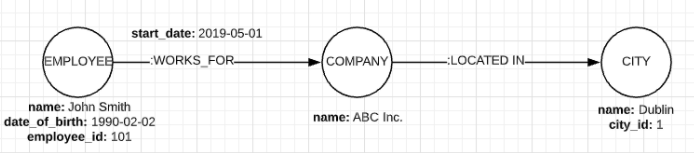 start_date: 2019-05-01
EMPLOYEE
:WORKS_FOR
COMPANY
:LOCATED IN
CITY
name: John Smith
date_of_birth: 1990-02-02
employee_id: 101
name: ABC Inc.
name: Dublin
city_id: 1